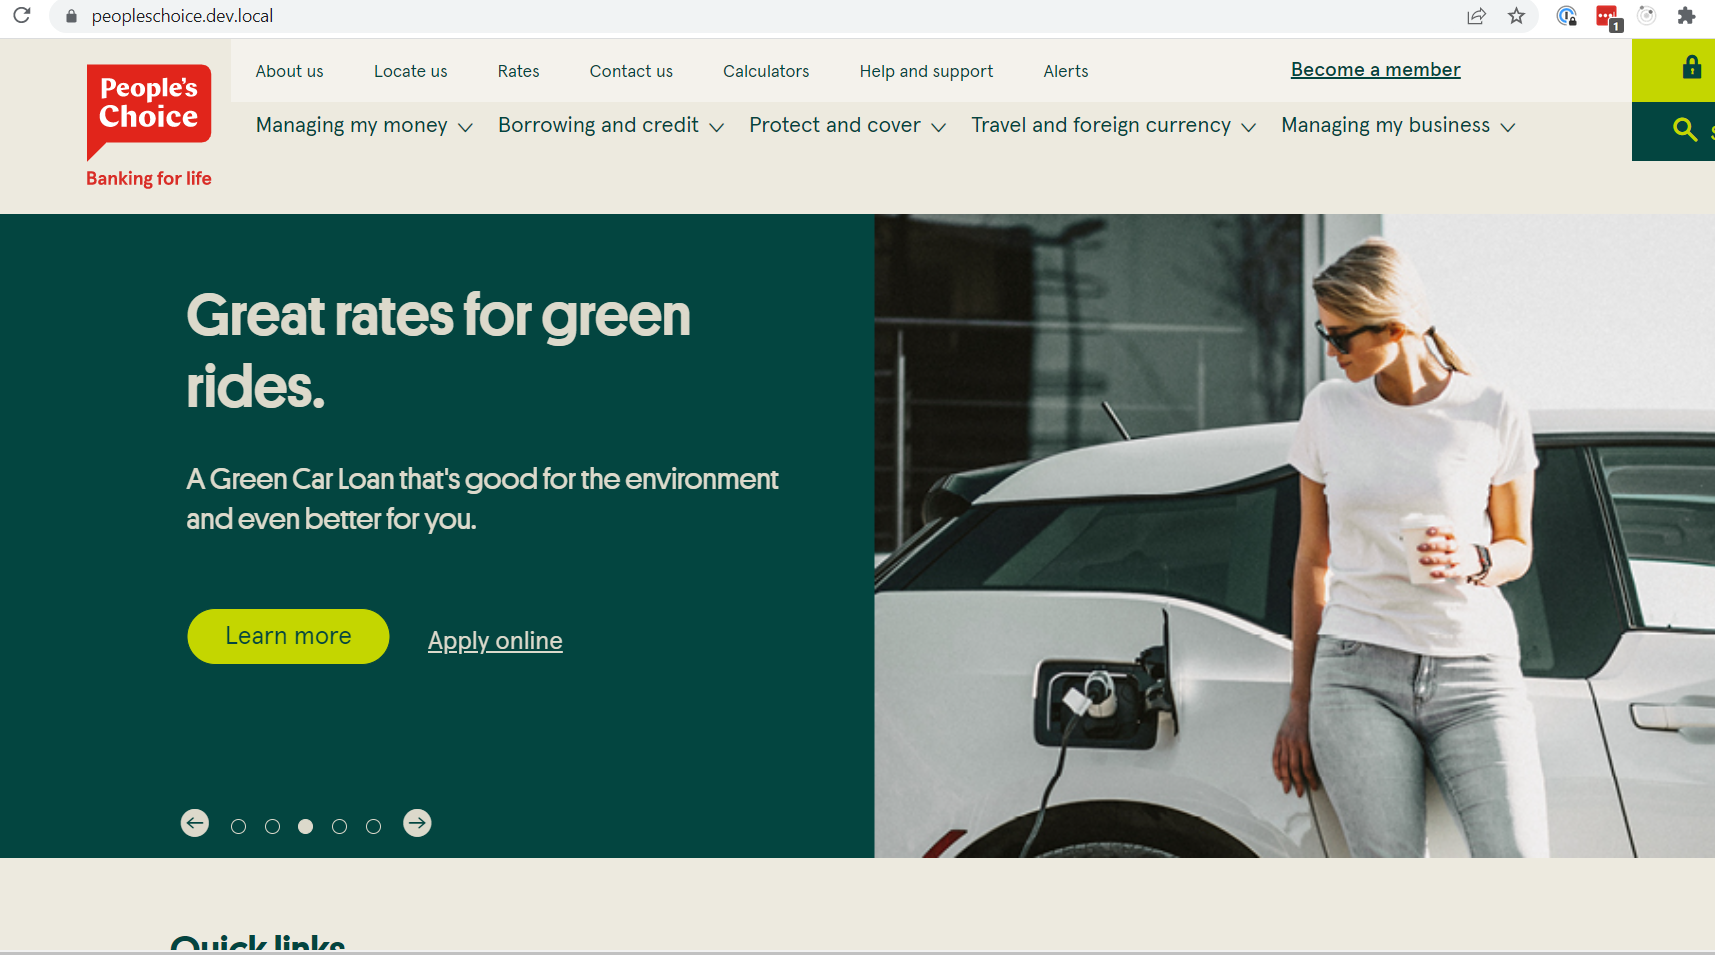 peopleschoice.dev.local
1
About us Locate us Rates Contact us Calculators Help and support Alerts Become a member
People's
Choice
Banking for life
Managing my money Borrowing and credit Protect and cover Travel and foreign currency Managing my business
Great rates for green
rides.
A Green Car Loan that's good for the environment
and even better for you.
Learn more Apply online
Quick links